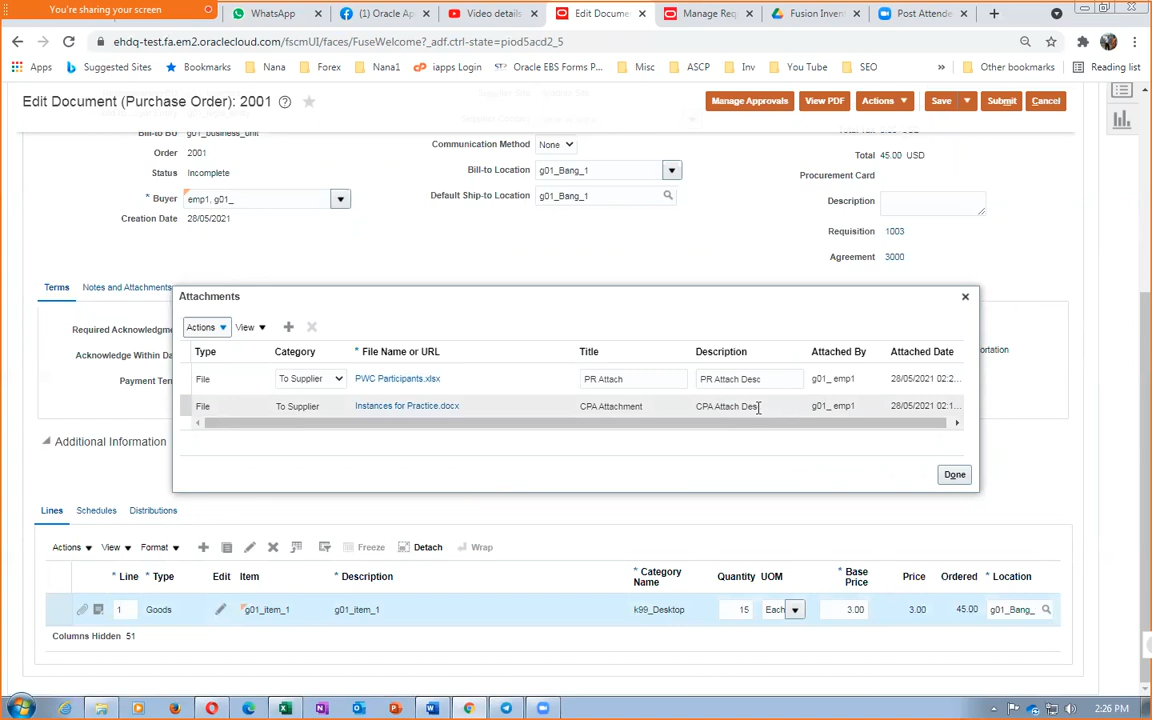 You're sharing your screen
WhatsApp
(1) Oracle Ap
Video details
Edit Docume
Manage Req
Fusion Inven
Post Attende
ehdq-test.fa.em2.oraclecloud.com/fscmUI/faces/FuseWelcome?_adf.ctrl-state=piod5acd2_5
Apps
Suggested Sites
Bookmarks
Nana
Forex
Nana1
iapps Login
Oracle EBS Forms P...
Misc
ASCP
Inv
You Tube
SEO
»
Other bookmarks
Reading list
Edit Document (Purchase Order): 2001
Manage Approvals
View PDF
Actions
Save
Submit
Cancel
Bill-to BU g01_business_unit
Order 2001
Status Incomplete
* Buyer emp1, g01_
Creation Date 28/05/2021
Communication Method None
Bill-to Location g01_Bang_1
Default Ship-to Location g01_Bang_1
Total 45.00 USD
Procurement Card
Description
Requisition 1003
Agreement 3000
Terms
Notes and Attachments
Required Acknowledgm
Acknowledge Within Da
Payment Term
ortation
Additional Information
Attachments
Actions
View
Type Category * File Name or URL Title Description Attached By Attached Date
File To Supplier PWC Participants.xlsx PR Attach PR Attach Desc g01_ emp1 28/05/2021 02:2...
File To Supplier Instances for Practice.docx CPA Attachment CPA Attach Desc g01_ emp1 28/05/2021 02:1...
Done
Lines
Schedules
Distributions
Actions
View
Format
Freeze
Detach
Wrap
* Line * Type Edit Item * Description * Category Name Quantity UOM * Base Price Price Ordered * Location
1 Goods g01_item_1 g01_item_1 k99_Desktop 15 Each 3.00 3.00 45.00 g01_Bang_
Columns Hidden 51
2:26 PM